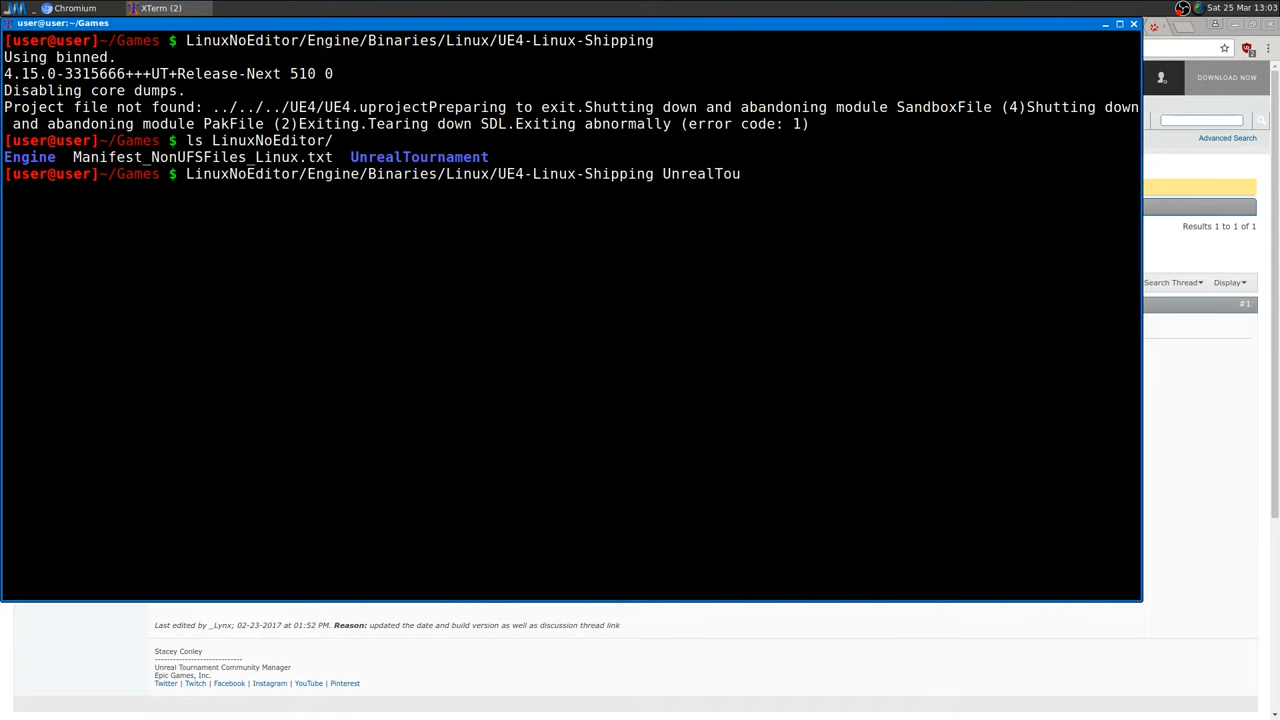 Chromium
XTerm (2)
Sat 25 Mar 13:03
user@user:~/Games
[user@user]~/Games $ LinuxNoEditor/Engine/Binaries/Linux/UE4-Linux-Shipping
Using binned.
4.15.0-3315666+++UT+Release-Next 510 0
Disabling core dumps.
Project file not found: ../../../UE4/UE4.uprojectPreparing to exit.Shutting down and abandoning module SandboxFile (4)Shutting down
and abandoning module PakFile (2)Exiting.Tearing down SDL.Exiting abnormally (error code: 1)
[user@user]~/Games $ ls LinuxNoEditor/
Engine Manifest_NonUFSFiles_Linux.txt UnrealTournament
[user@user]~/Games $ LinuxNoEditor/Engine/Binaries/Linux/UE4-Linux-Shipping UnrealTou
2
DOWNLOAD NOW
Advanced Search
Results 1 to 1 of 1
Search Thread▾ Display▾
#1
Last edited by _Lynx; 02-23-2017 at 01:52 PM. Reason: updated the date and build version as well as discussion thread link
Stacey Conley
----------------------------
Unreal Tournament Community Manager
Epic Games, Inc.
Twitter | Twitch | Facebook | Instagram | YouTube | Pinterest